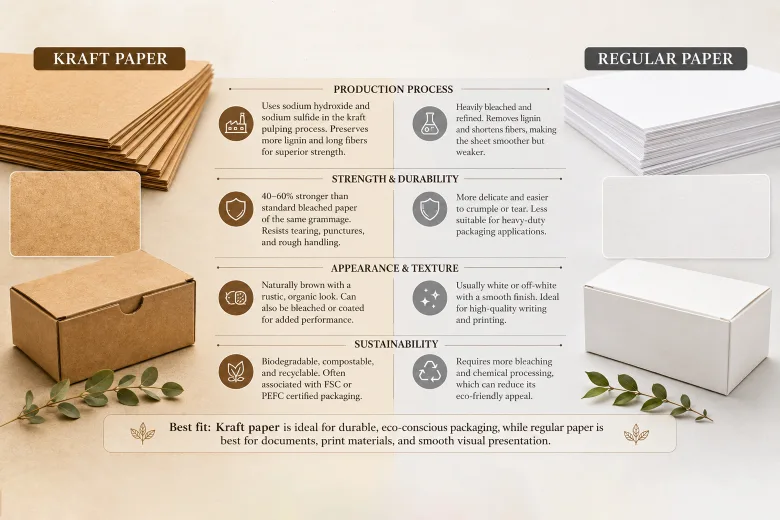 KRAFT PAPER
REGULAR PAPER
PRODUCTION PROCESS
Uses sodium hydroxide and
sodium sulfide in the kraft
pulping process. Preserves
more lignin and long fibers
for superior strength.
Heavily bleached and
refined. Removes lignin
and shortens fibers, making
the sheet smoother but
weaker.
STRENGTH & DURABILITY
40–60% stronger than
standard bleached paper
of the same grammage.
Resists tearing, punctures,
and rough handling.
More delicate and easier
to crumple or tear. Less
suitable for heavy-duty
packaging applications.
APPEARANCE & TEXTURE
Naturally brown with a
rustic, organic look. Can
also be bleached or coated
for added performance.
Usually white or off-white
with a smooth finish. Ideal
for high-quality writing
and printing.
SUSTAINABILITY
Biodegradable, compostable,
and recyclable. Often
associated with FSC or
PEFC certified packaging.
Requires more bleaching
and chemical processing,
which can reduce its
eco-friendly appeal.
Best fit: Kraft paper is ideal for durable, eco-conscious packaging, while regular paper is
best for documents, print materials, and smooth visual presentation.